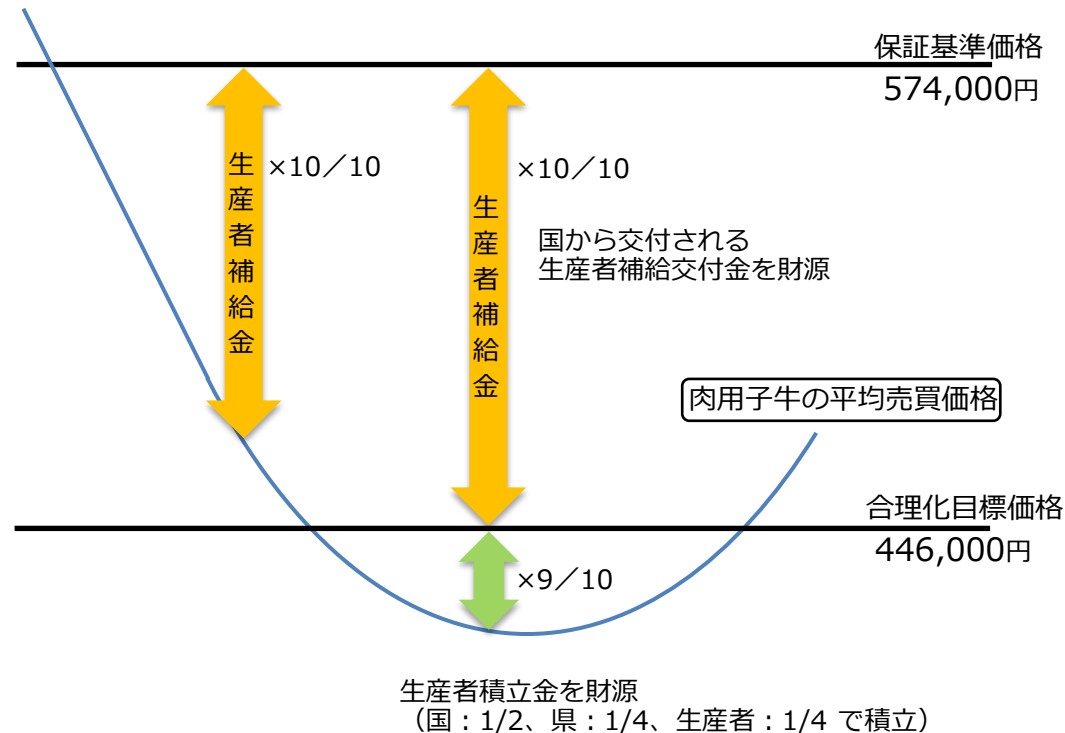 保証基準価格
574,000円
生産者補給金
×10／10
生産者補給金
×10／10
国から交付される
生産者補給交付金を財源
肉用子牛の平均売買価格
合理化目標価格
446,000円
×9／10
生産者積立金を財源
（国：1/2、県：1/4、生産者：1/4 で積立）